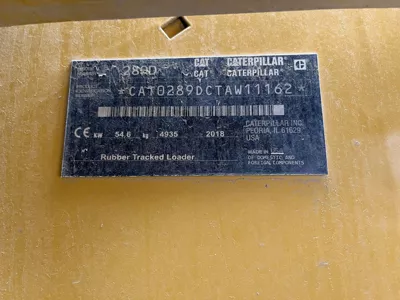 289D CAT CATERPILLAR
CAT CATERPILLAR
*CAT0289DCTAW11162*
CE KW 54.6 kg 4935 2018
CATERPILLAR INC.
PEORIA, IL 61629
USA
Rubber Tracked Loader
MADE IN
OF DOMESTIC AND
FOREIGN COMPONENTS